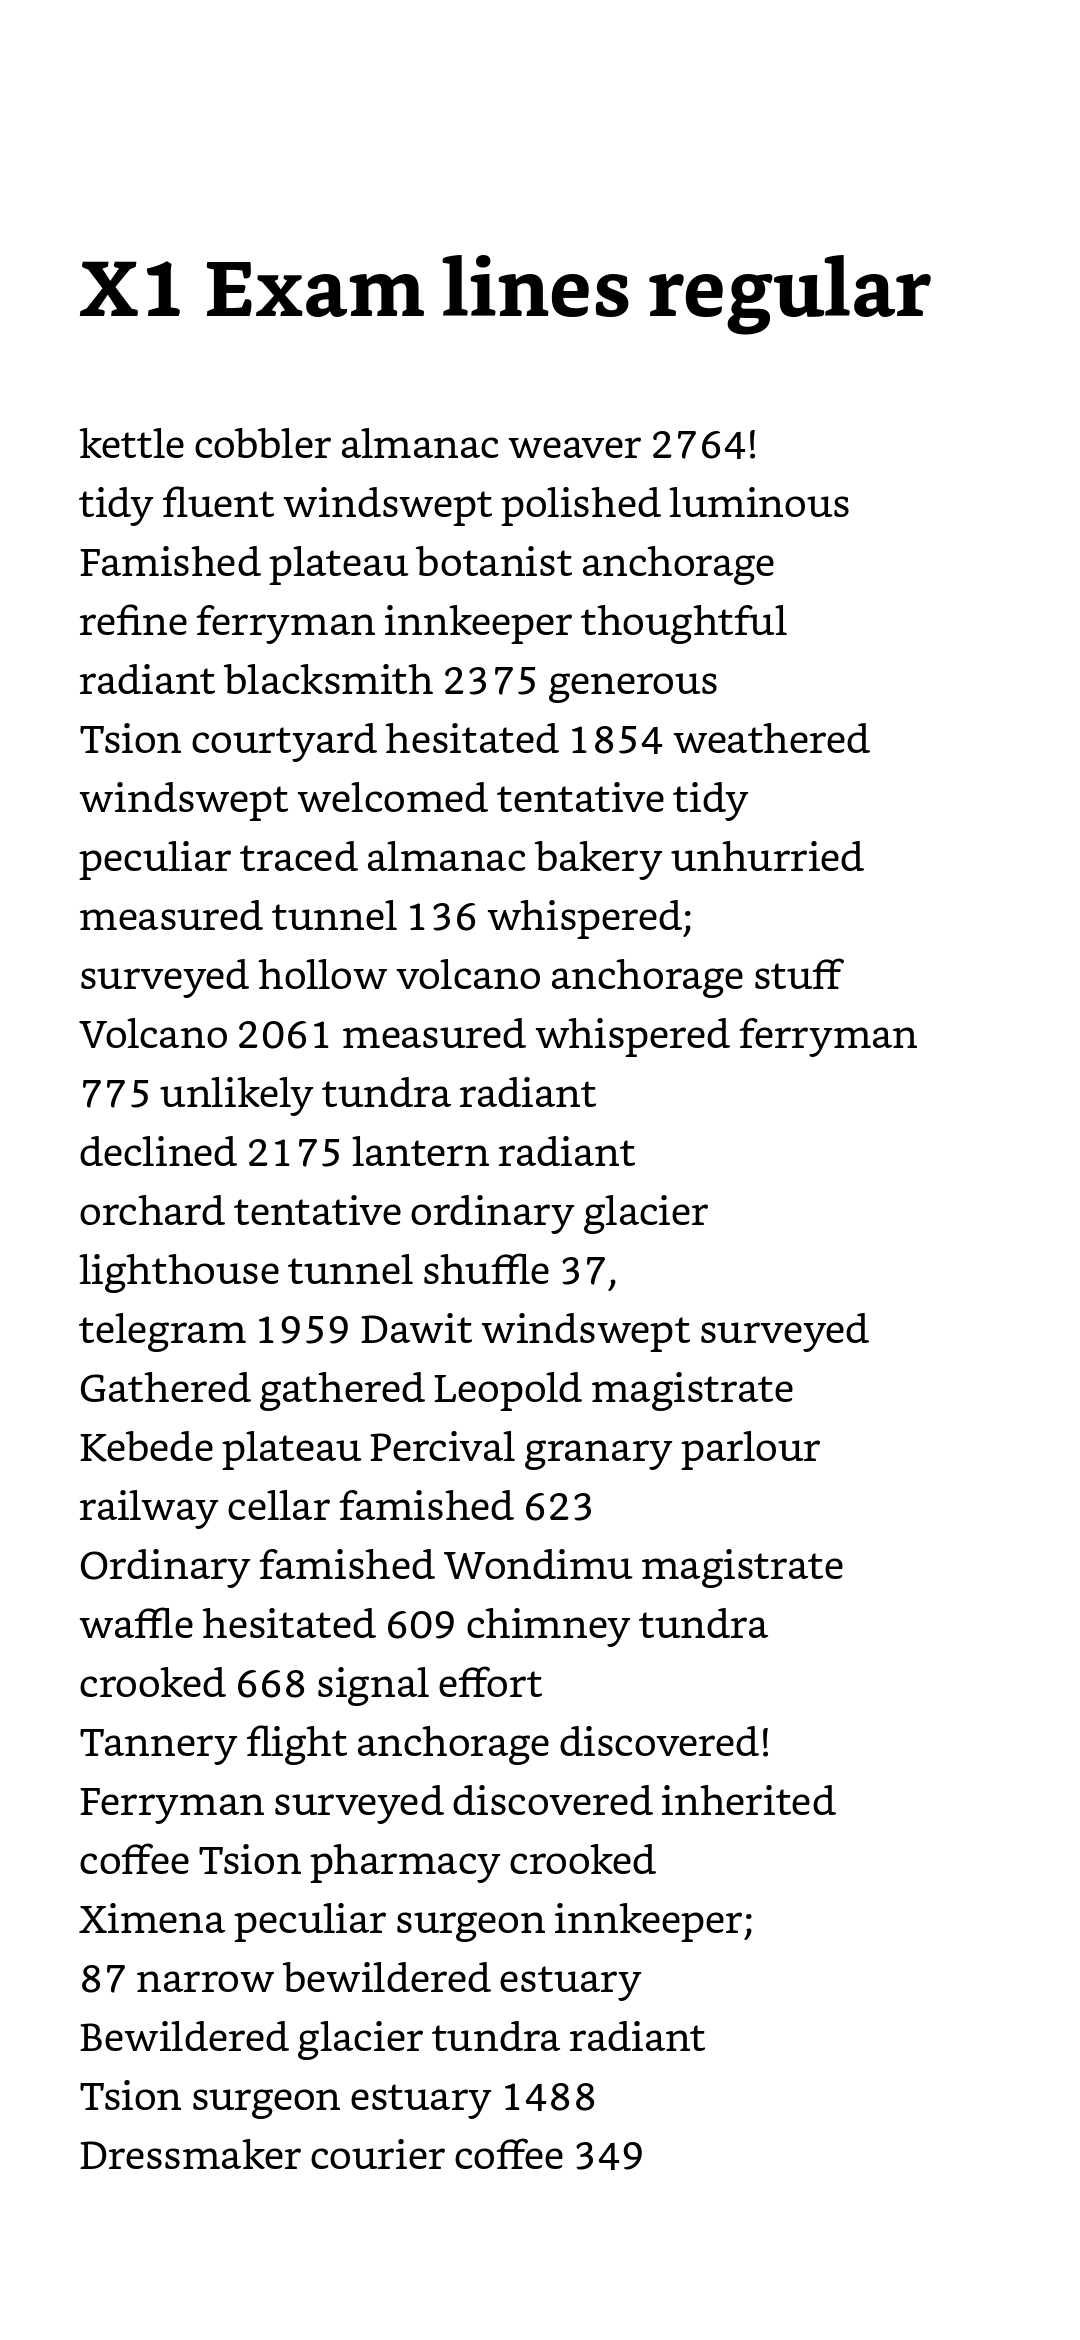 X1 Exam lines regular
kettle cobbler almanac weaver 2764!
tidy fluent windswept polished luminous
Famished plateau botanist anchorage
refine ferryman innkeeper thoughtful
radiant blacksmith 2375 generous
Tsion courtyard hesitated 1854 weathered
windswept welcomed tentative tidy
peculiar traced almanac bakery unhurried
measured tunnel 136 whispered;
surveyed hollow volcano anchorage stuff
Volcano 2061 measured whispered ferryman
775 unlikely tundra radiant
declined 2175 lantern radiant
orchard tentative ordinary glacier
lighthouse tunnel shuffle 37,
telegram 1959 Dawit windswept surveyed
Gathered gathered Leopold magistrate
Kebede plateau Percival granary parlour
railway cellar famished 623
Ordinary famished Wondimu magistrate
waffle hesitated 609 chimney tundra
crooked 668 signal effort
Tannery flight anchorage discovered!
Ferryman surveyed discovered inherited
coffee Tsion pharmacy crooked
Ximena peculiar surgeon innkeeper;
87 narrow bewildered estuary
Bewildered glacier tundra radiant
Tsion surgeon estuary 1488
Dressmaker courier coffee 349